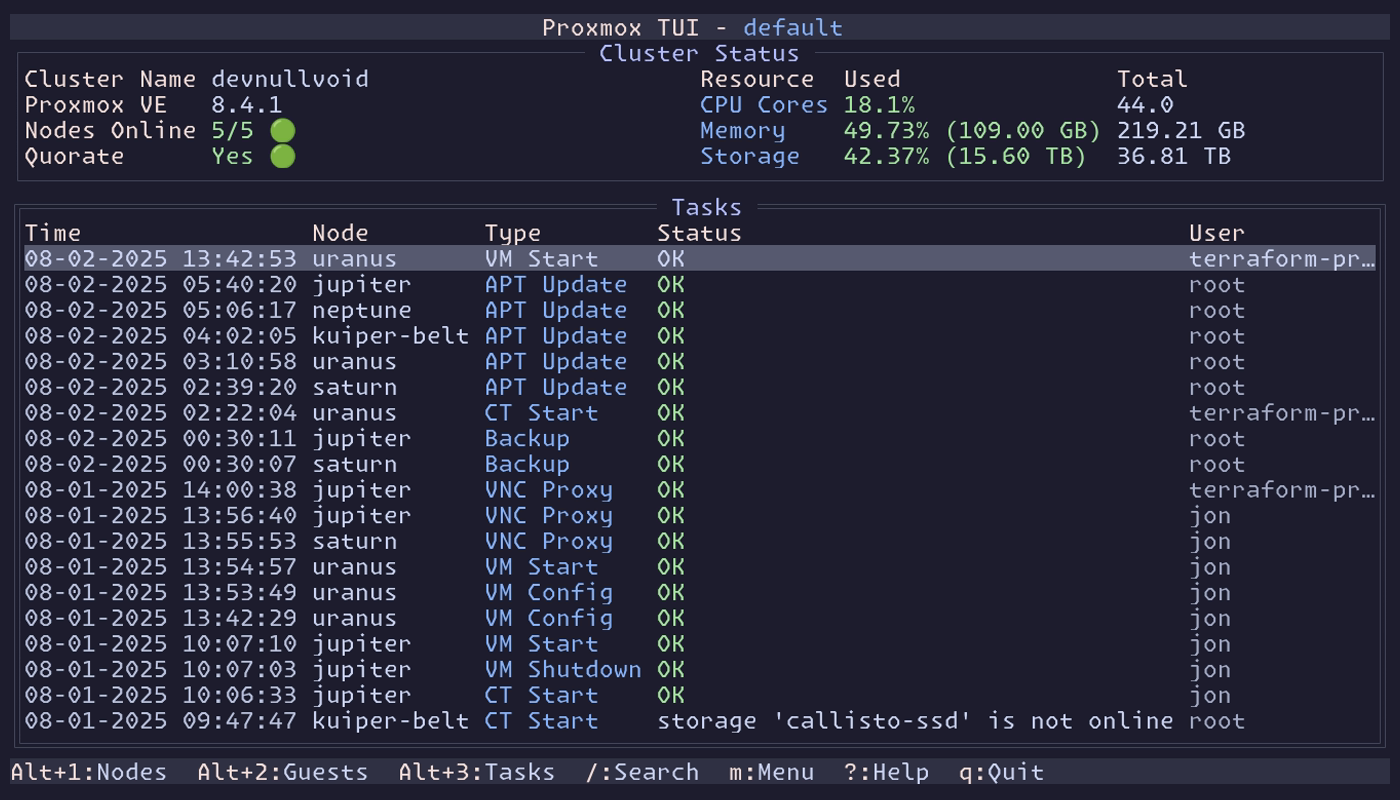 Proxmox TUI - default
Cluster Status
Cluster Name devnullvoid Resource Used Total
Proxmox VE 8.4.1 CPU Cores 18.1% 44.0
Nodes Online 5/5 Memory 49.73% (109.00 GB) 219.21 GB
Quorate Yes Storage 42.37% (15.60 TB) 36.81 TB
Tasks
Time Node Type Status User
08-02-2025 13:42:53 uranus VM Start OK terraform-pr…
08-02-2025 05:40:20 jupiter APT Update OK root
08-02-2025 05:06:17 neptune APT Update OK root
08-02-2025 04:02:05 kuiper-belt APT Update OK root
08-02-2025 03:10:58 uranus APT Update OK root
08-02-2025 02:39:20 saturn APT Update OK root
08-02-2025 02:22:04 uranus CT Start OK terraform-pr…
08-02-2025 00:30:11 jupiter Backup OK root
08-02-2025 00:30:07 saturn Backup OK root
08-01-2025 14:00:38 jupiter VNC Proxy OK terraform-pr…
08-01-2025 13:56:40 jupiter VNC Proxy OK jon
08-01-2025 13:55:53 saturn VNC Proxy OK jon
08-01-2025 13:54:57 uranus VM Start OK jon
08-01-2025 13:53:49 uranus VM Config OK jon
08-01-2025 13:42:29 uranus VM Config OK jon
08-01-2025 10:07:10 jupiter VM Start OK jon
08-01-2025 10:07:03 jupiter VM Shutdown OK jon
08-01-2025 10:06:33 jupiter CT Start OK jon
08-01-2025 09:47:47 kuiper-belt CT Start storage 'callisto-ssd' is not online root
Alt+1:Nodes Alt+2:Guests Alt+3:Tasks /:Search m:Menu ?:Help q:Quit